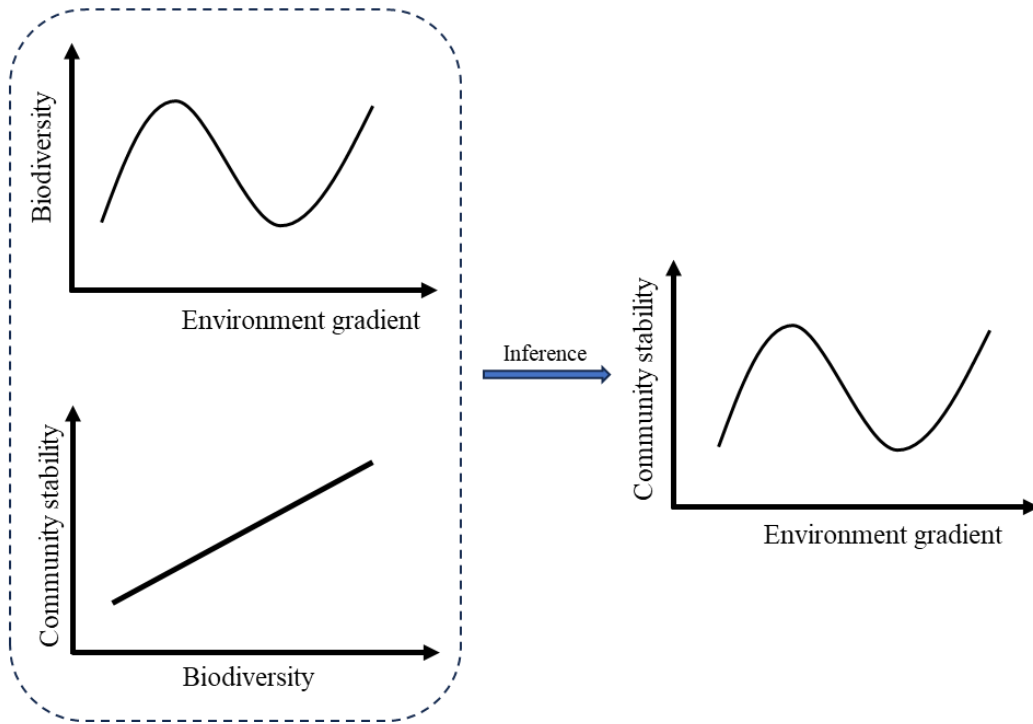 Biodiversity
Environment gradient
Community stability
Biodiversity
Inference
Community stability
Environment gradient